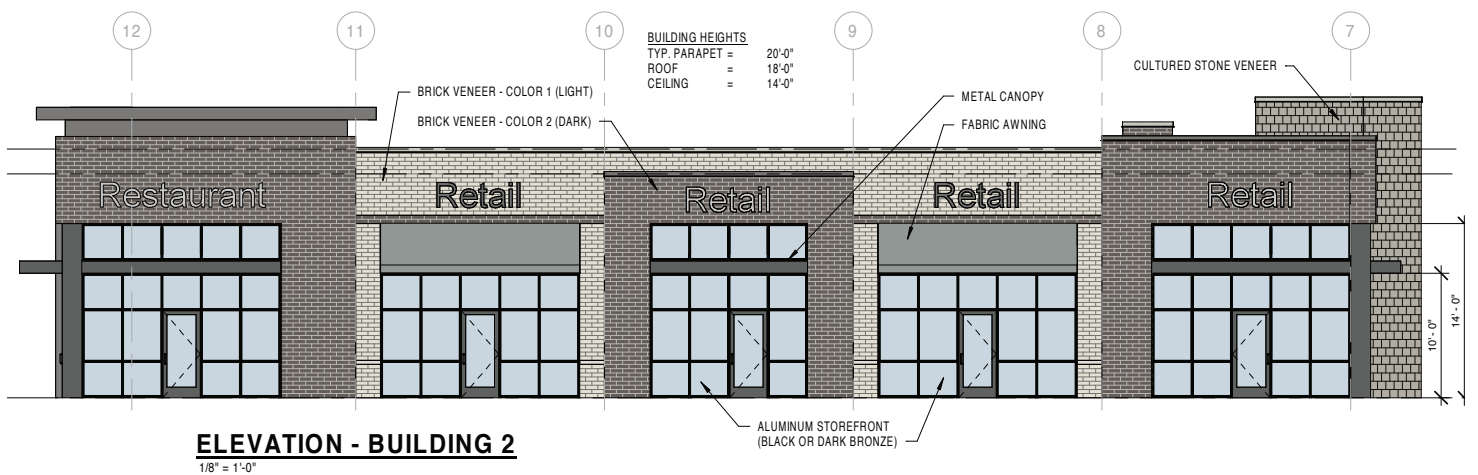 12
11
10
9
8
7
BUILDING HEIGHTS
TYP. PARAPET = 20'-0"
ROOF = 18'-0"
CEILING = 14'-0"
CULTURED STONE VENEER
BRICK VENEER - COLOR 1 (LIGHT)
BRICK VENEER - COLOR 2 (DARK)
METAL CANOPY
FABRIC AWNING
Restaurant
Retail
Retail
Retail
Retail
10'- 0"
14'- 0"
ALUMINUM STOREFRONT
(BLACK OR DARK BRONZE)
ELEVATION - BUILDING 2
1/8" = 1'-0"